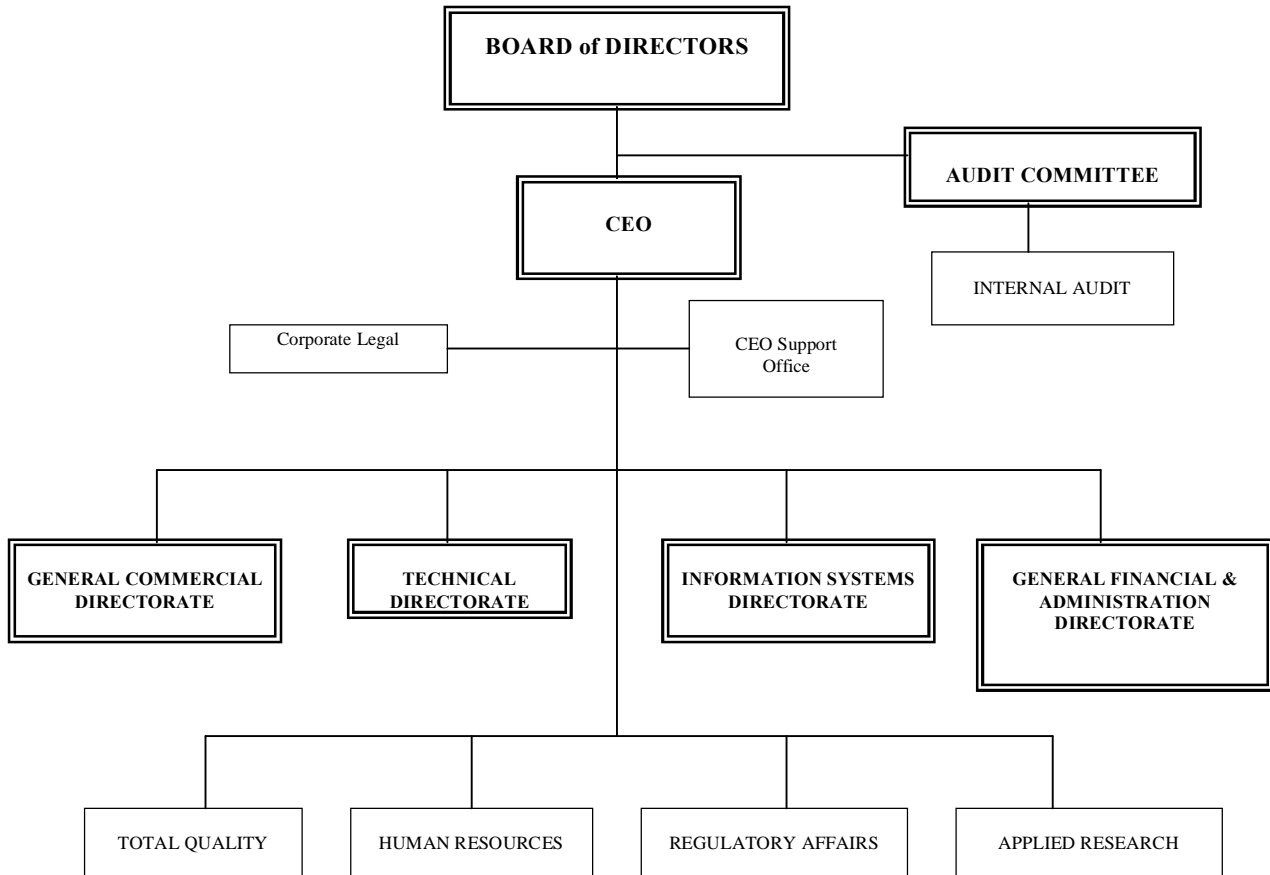 BOARD of DIRECTORS
AUDIT COMMITTEE
CEO
INTERNAL AUDIT
Corporate Legal
CEO Support
Office
GENERAL COMMERCIAL
DIRECTORATE
TECHNICAL
DIRECTORATE
INFORMATION SYSTEMS
DIRECTORATE
GENERAL FINANCIAL &
ADMINISTRATION
DIRECTORATE
TOTAL QUALITY
HUMAN RESOURCES
REGULATORY AFFAIRS
APPLIED RESEARCH